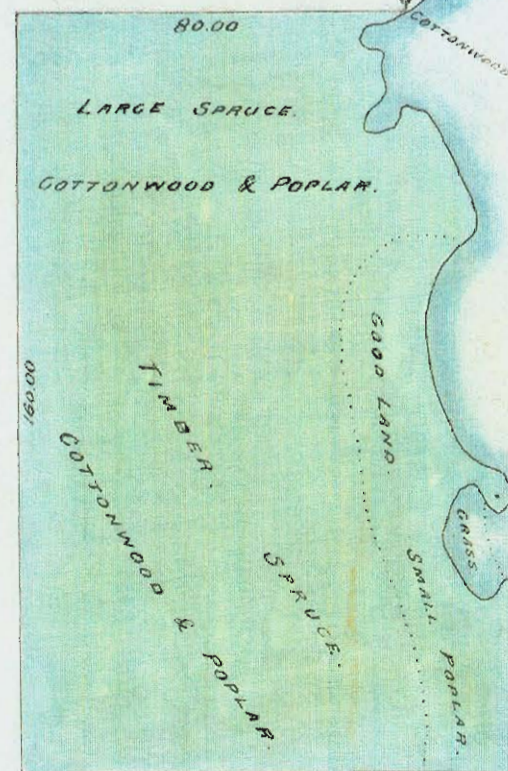 80.00
COTTONWOOD
LARGE SPRUCE.
COTTONWOOD & POPLAR.
160.00
GOOD LAND.
TIMBER.
COTTONWOOD & POPLAR.
SPRUCE.
GRASS
SMALL POPLAR.